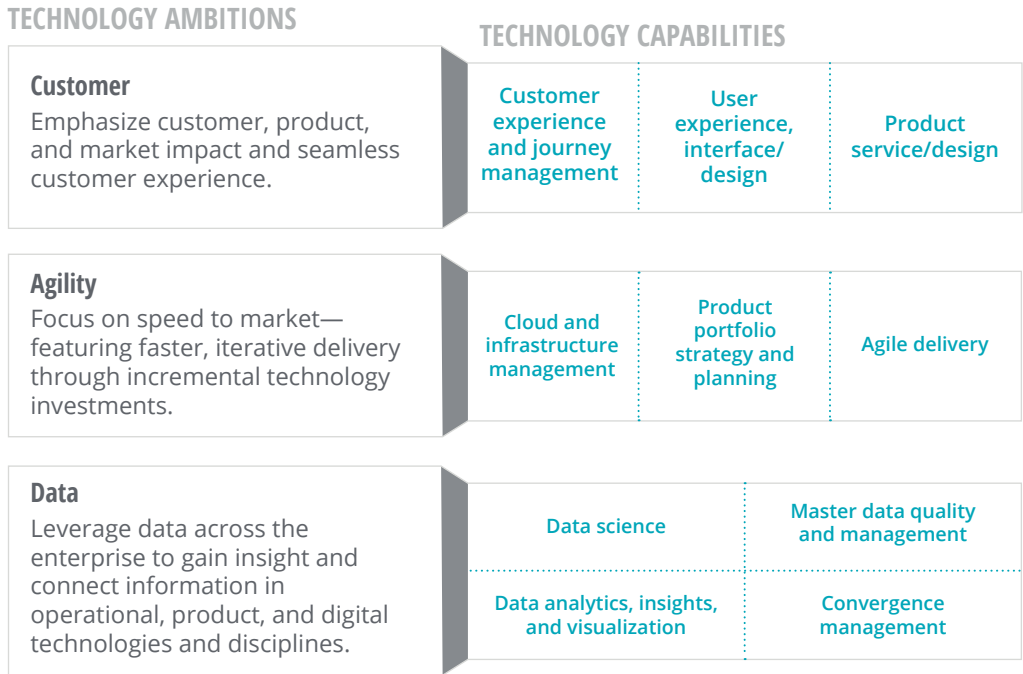 TECHNOLOGY AMBITIONS
TECHNOLOGY CAPABILITIES
Customer
Emphasize customer, product,
and market impact and seamless
customer experience.
Customer
experience
and journey
management
User
experience,
interface/
design
Product
service/design
Agility
Focus on speed to market—
featuring faster, iterative delivery
through incremental technology
investments.
Cloud and
infrastructure
management
Product
portfolio
strategy and
planning
Agile delivery
Data
Leverage data across the
enterprise to gain insight and
connect information in
operational, product, and digital
technologies and disciplines.
Data science
Master data quality
and management
Data analytics, insights,
and visualization
Convergence
management